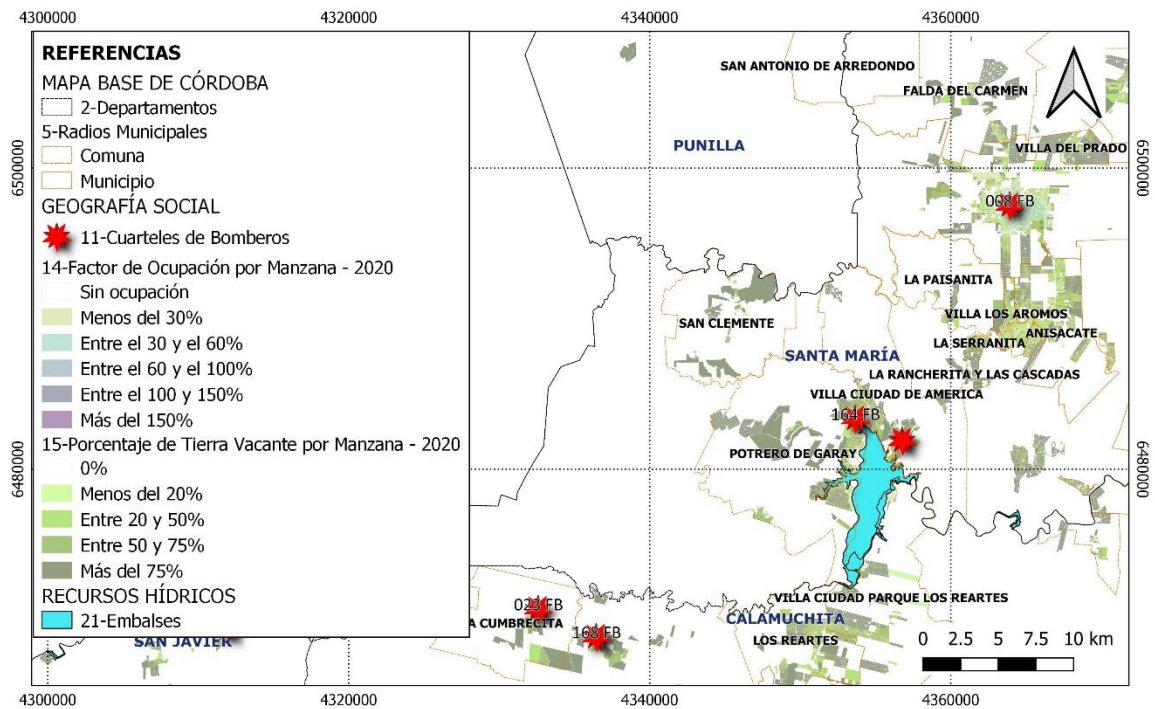 4300000 4320000 4340000 4360000
REFERENCIAS
MAPA BASE DE CÓRDOBA
2-Departamentos
5-Radios Municipales
Comuna
Municipio
GEOGRAFÍA SOCIAL
11-Cuarteles de Bomberos
14-Factor de Ocupación por Manzana - 2020
Sin ocupación
Menos del 30%
Entre el 30 y el 60%
Entre el 60 y el 100%
Entre el 100 y 150%
Más del 150%
15-Porcentaje de Tierra Vacante por Manzana - 2020
0%
Menos del 20%
Entre 20 y 50%
Entre 50 y 75%
Más del 75%
RECURSOS HÍDRICOS
21-Embalses
SAN ANTONIO DE ARREDONDO
FALDA DEL CARMEN
PUNILLA
VILLA DEL PRADO
6500000 6500000
008 FB
LA PAISANITA
VILLA LOS AROMOS
SAN CLEMENTE
ANISACATE
LA SERRANITA
SANTA MARÍA
LA RANCHERITA Y LAS CASCADAS
VILLA CIUDAD DE AMERICA
164 FB
POTRERO DE GARAY
6480000 6480000
VILLA CIUDAD PARQUE LOS REARTES
023 FB
A CUMBRECITA
CALAMUCHITA
168 FB
LOS REARTES
SAN JAVIER
0 2.5 5 7.5 10 km
4300000 4320000 4340000 4360000